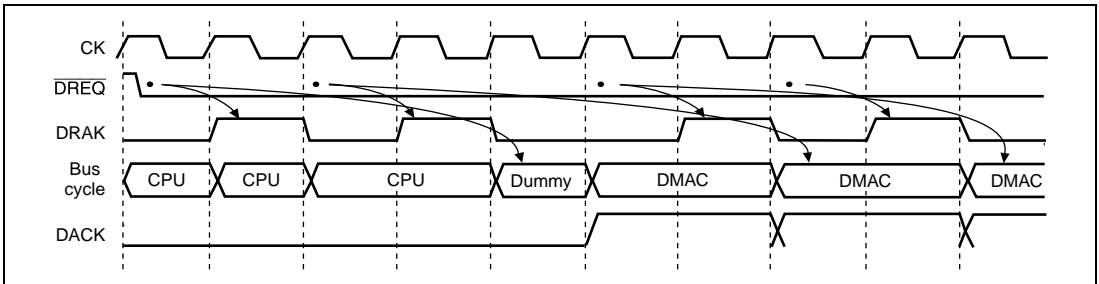 CK
DREQ
DRAK
Bus
cycle
CPU CPU CPU Dummy DMAC DMAC DMAC
DACK